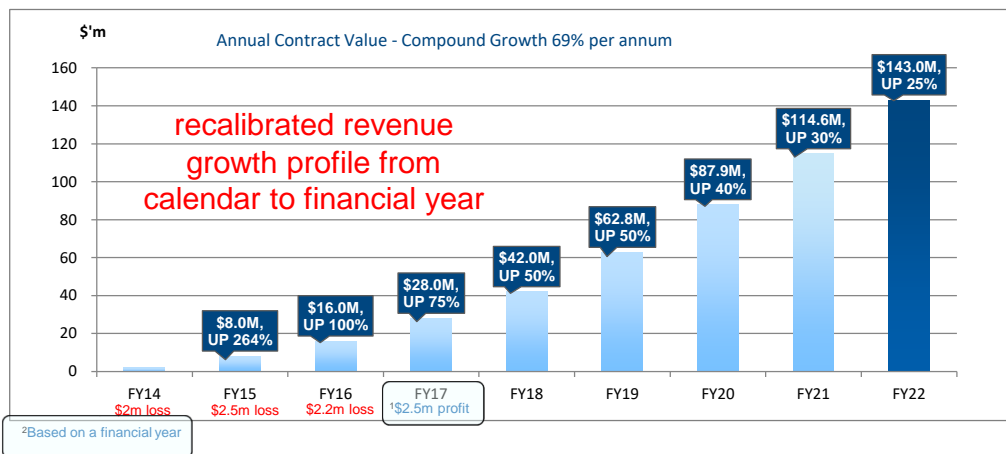 $'m
Annual Contract Value - Compound Growth 69% per annum
160
140
120
100
80
60
40
20
0
recalibrated revenue
growth profile from
calendar to financial year
$8.0M,
UP 264%
$16.0M,
UP 100%
$28.0M,
UP 75%
$42.0M,
UP 50%
$62.8M,
UP 50%
$87.9M,
UP 40%
$114.6M,
UP 30%
$143.0M,
UP 25%
FY14 FY15 FY16 FY17 FY18 FY19 FY20 FY21 FY22
$2m loss $2.5m loss $2.2m loss ¹$2.5m profit
²Based on a financial year